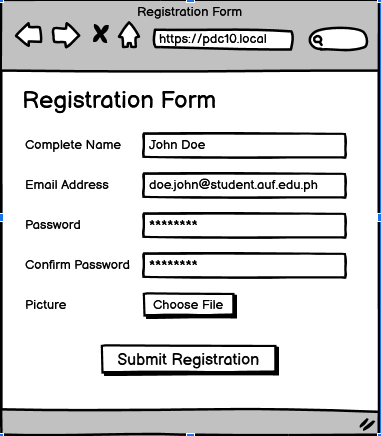 Registration Form
https://pdc10.local
Registration Form
Complete Name John Doe
Email Address doe.john@student.auf.edu.ph
Password ********
Confirm Password ********
Picture Choose File
Submit Registration